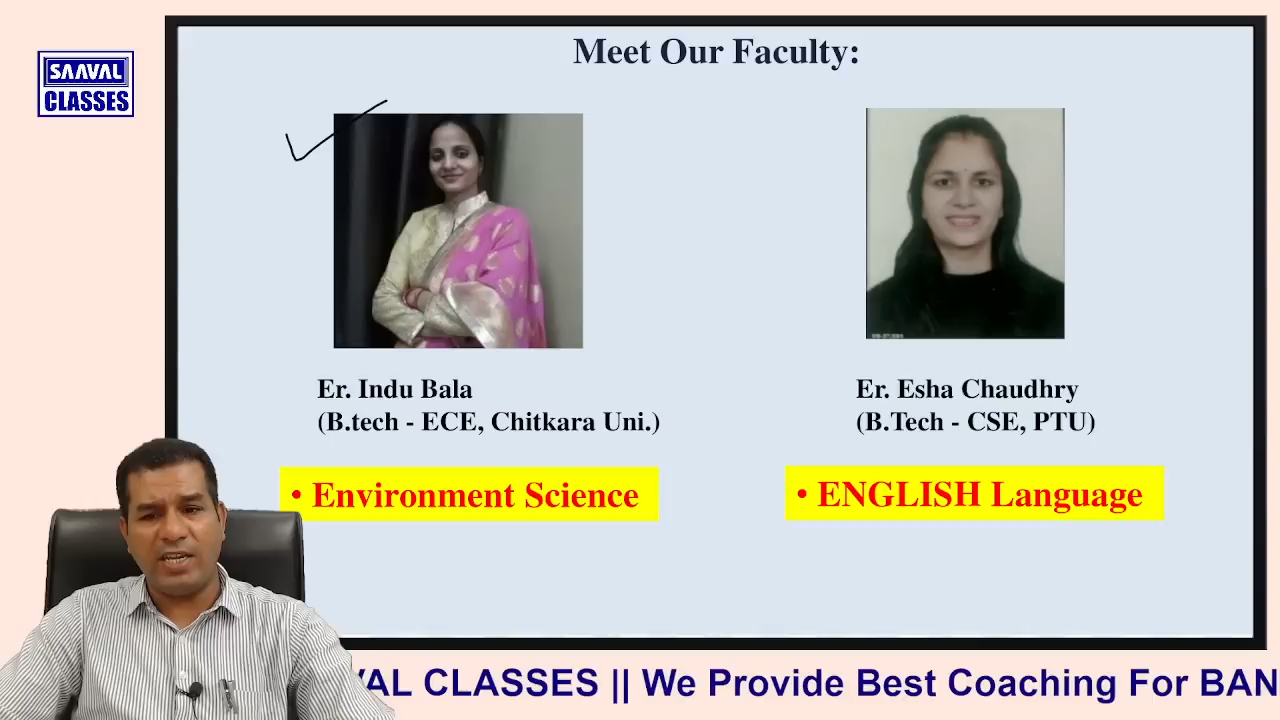 SAAVAL
CLASSES
Meet Our Faculty:
Er. Indu Bala
(B.tech - ECE, Chitkara Uni.)
• Environment Science
Er. Esha Chaudhry
(B.Tech - CSE, PTU)
• ENGLISH Language
VAL CLASSES || We Provide Best Coaching For BAN